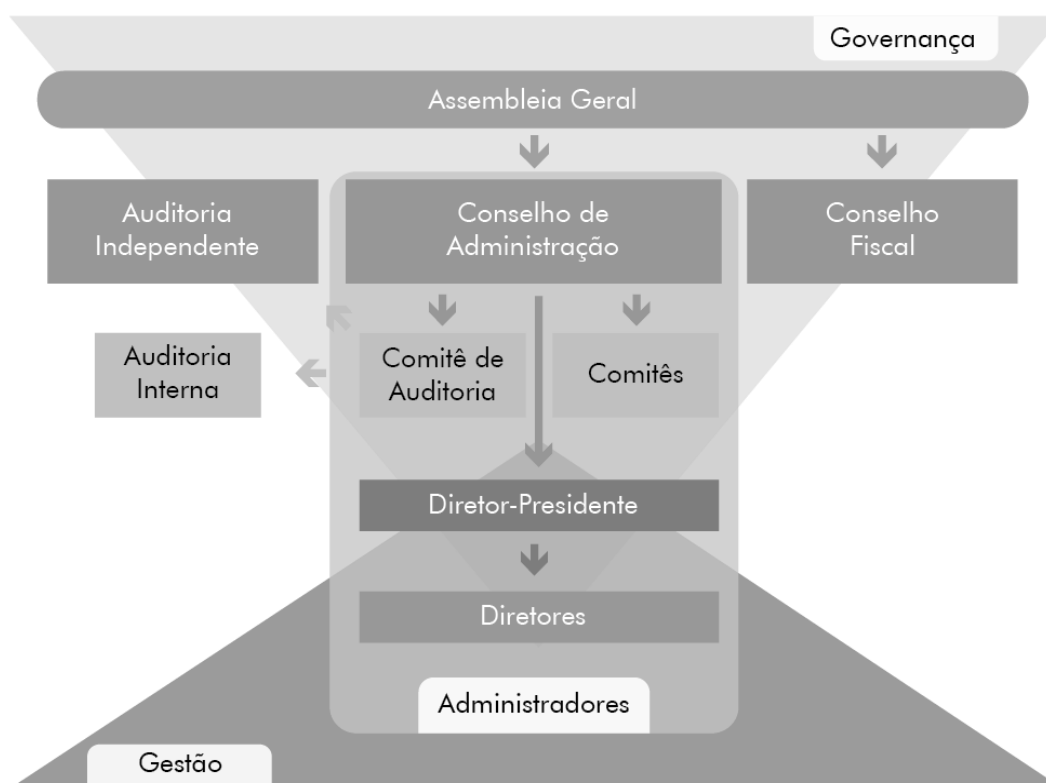 Governança
Assembleia Geral
Auditoria
Independente
Conselho de
Administração
Conselho
Fiscal
Auditoria
Interna
Comitê de
Auditoria
Comitês
Diretor-Presidente
Diretores
Administradores
Gestão